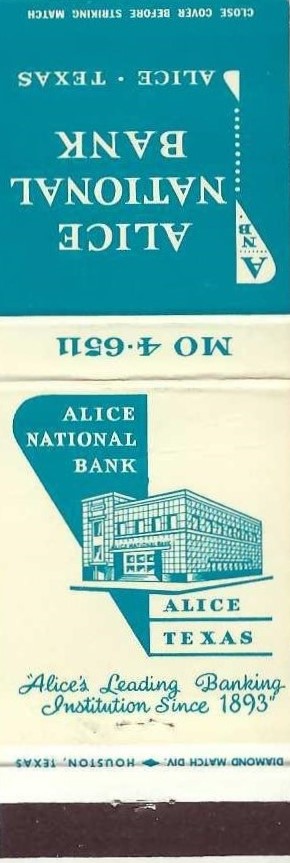 CLOSE COVER BEFORE STRIKING MATCH
ALICE • TEXAS
ALICE
NATIONAL
BANK
A
N.B.
MO 4-6511
ALICE
NATIONAL
BANK
ALICE
TEXAS
"Alice's Leading Banking
Institution Since 1893"
DIAMOND MATCH DIV. HOUSTON, TEXAS